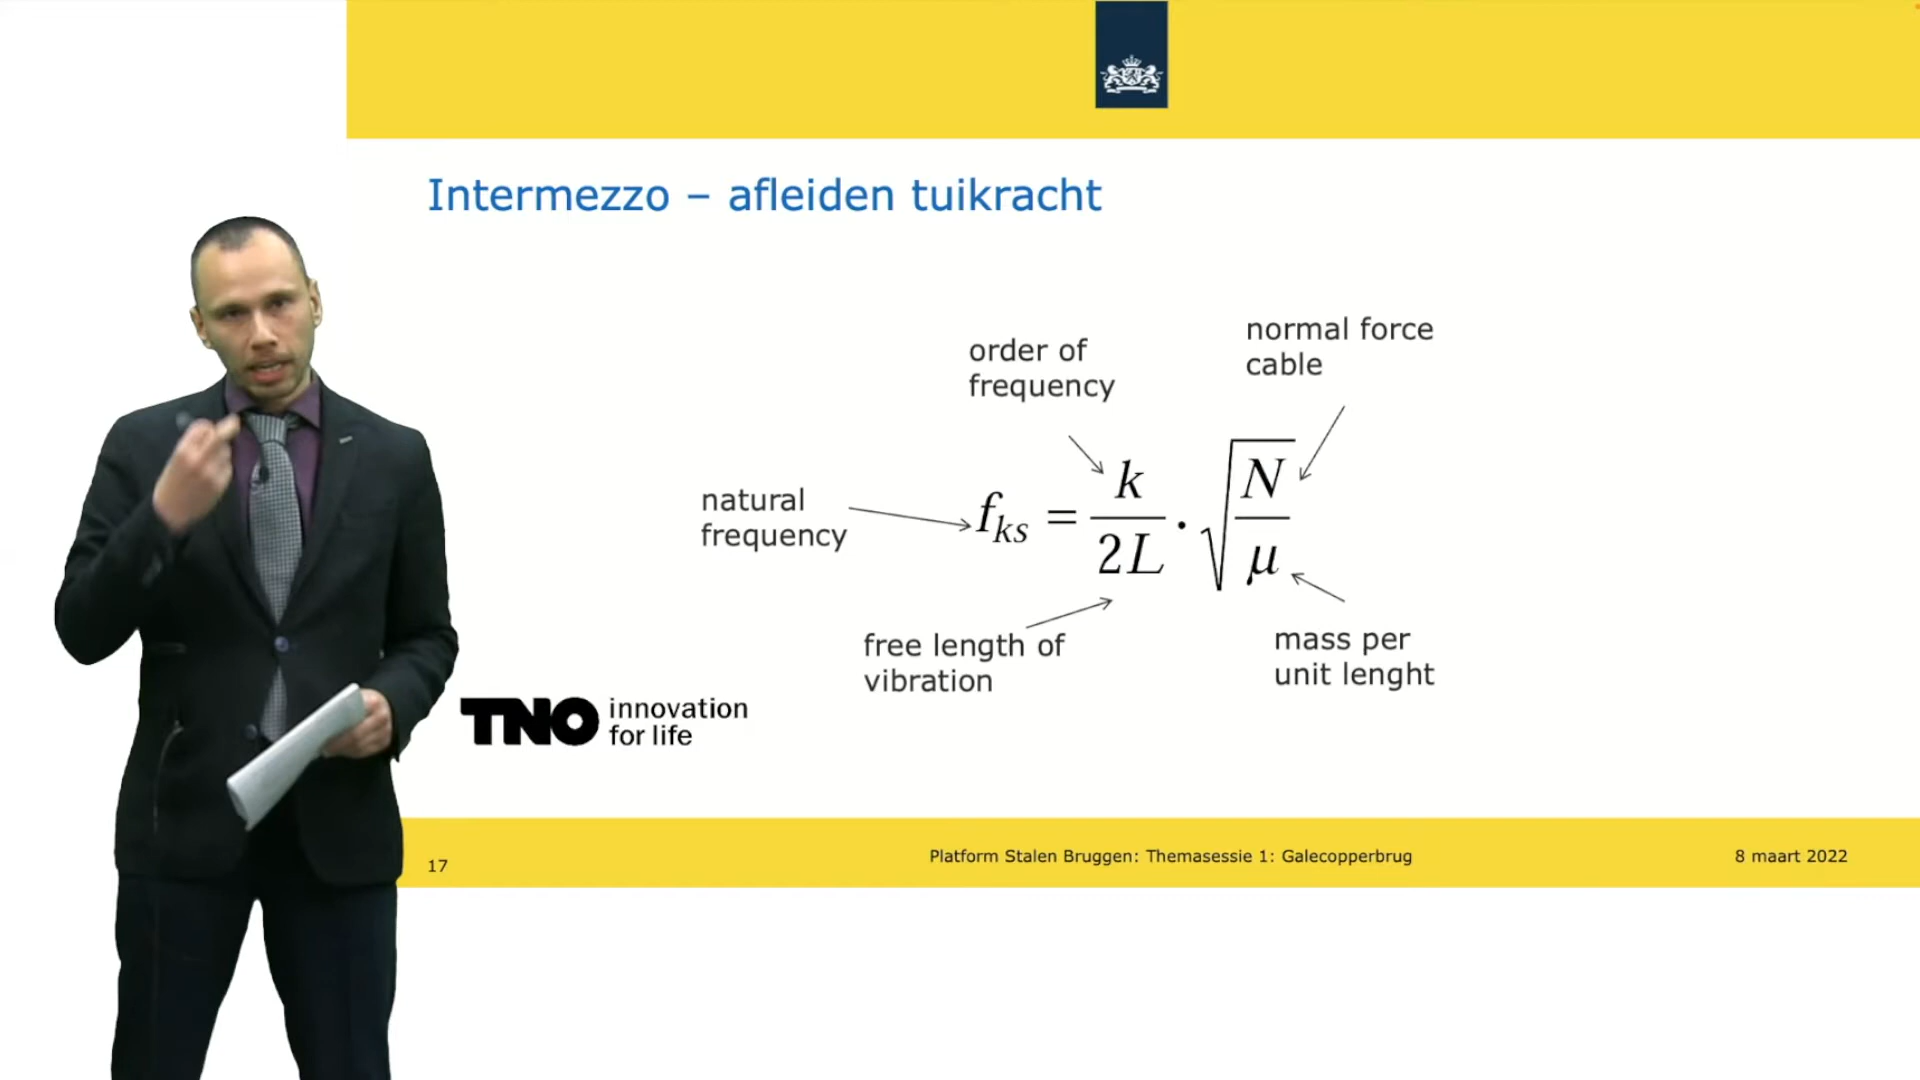 Intermezzo – afleiden tuikracht
order of
frequency
normal force
cable
natural
frequency
f_ks = k / 2L · √(N / µ)
free length of
vibration
mass per
unit lenght
TNO innovation
for life
17
Platform Stalen Bruggen: Themasessie 1: Galecopperbrug
8 maart 2022